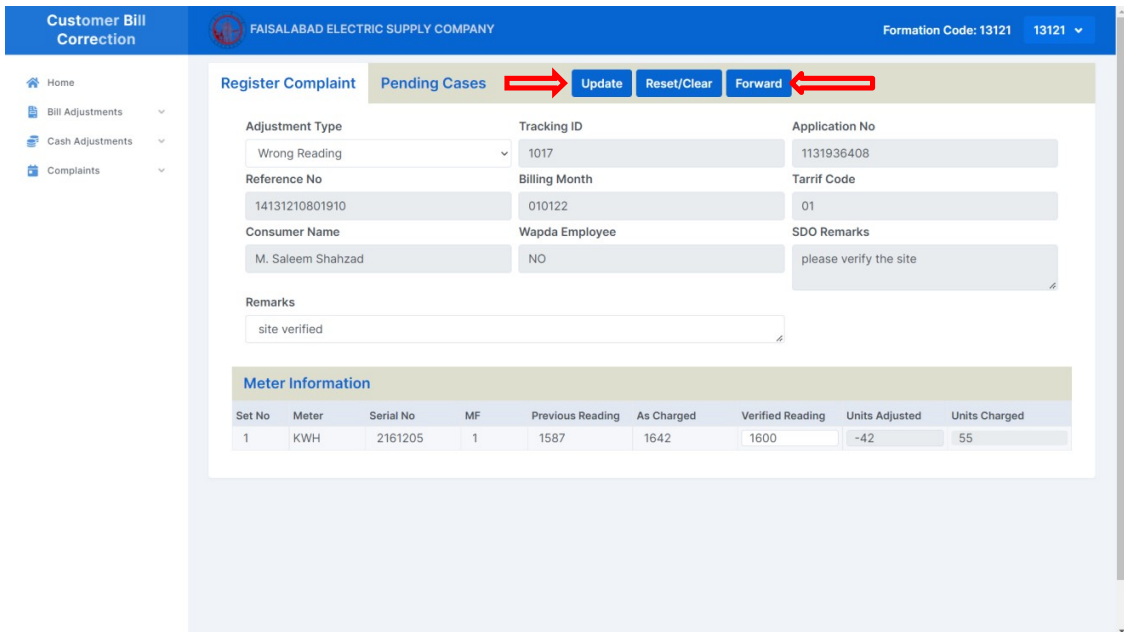 Customer Bill
Correction
FAISALABAD ELECTRIC SUPPLY COMPANY
Formation Code: 13121
13121
Home
Bill Adjustments
Cash Adjustments
Complaints
Register Complaint
Pending Cases
Update
Reset/Clear
Forward
Adjustment Type
Tracking ID
Application No
Wrong Reading
1017
1131936408
Reference No
Billing Month
Tarrif Code
14131210801910
010122
01
Consumer Name
Wapda Employee
SDO Remarks
M. Saleem Shahzad
NO
please verify the site
Remarks
site verified
Meter Information
Set No Meter Serial No MF Previous Reading As Charged Verified Reading Units Adjusted Units Charged
1 KWH 2161205 1 1587 1642 1600 -42 55